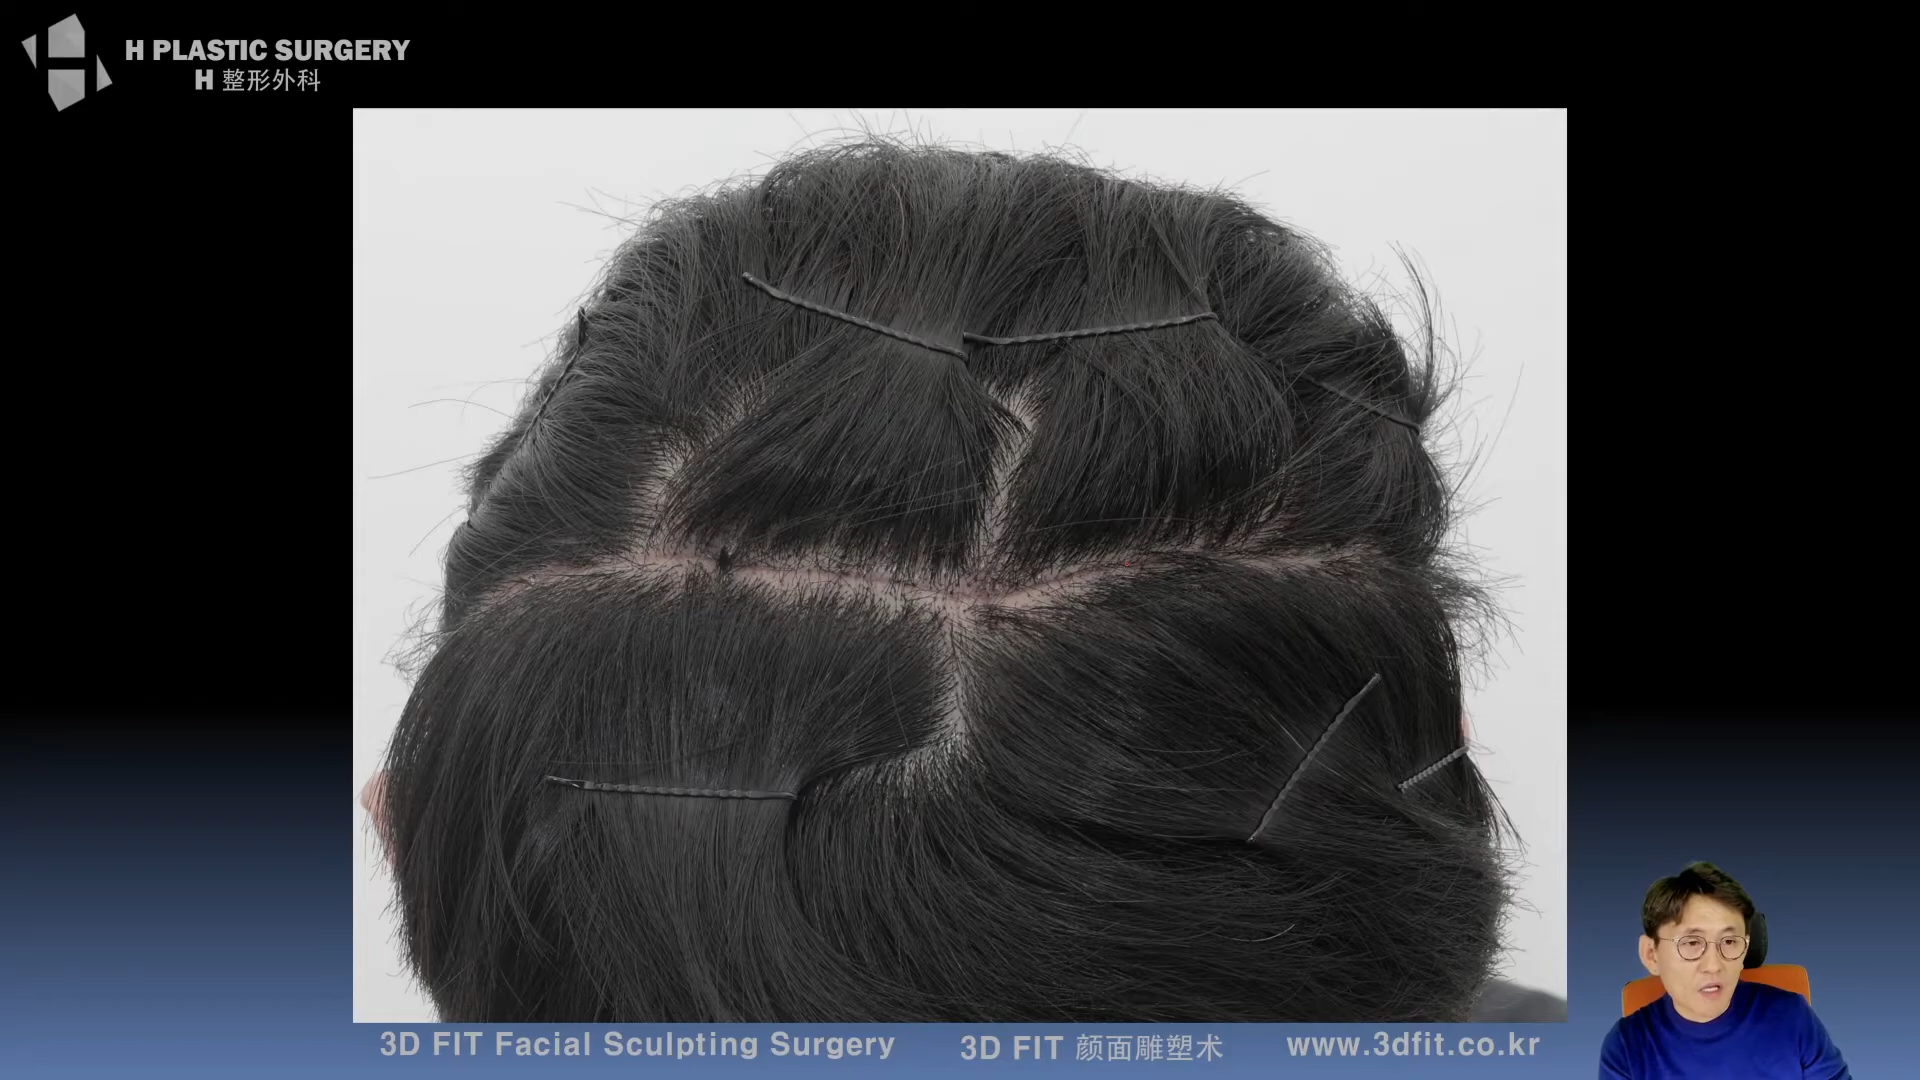 H PLASTIC SURGERY
H 整形外科
3D FIT Facial Sculpting Surgery
3D FIT 颜面雕塑术
www.3dfit.co.kr